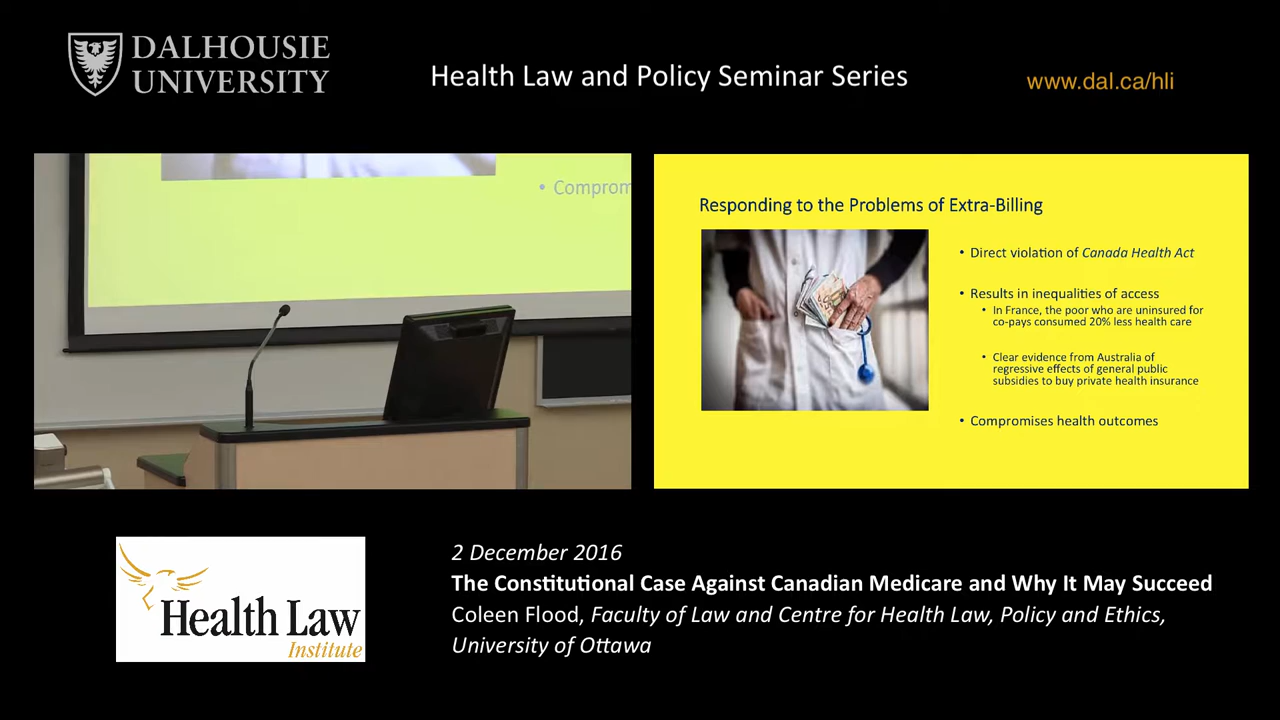 DALHOUSIE
UNIVERSITY
Health Law and Policy Seminar Series
www.dal.ca/hli
• Comprom
Responding to the Problems of Extra-Billing
• Direct violation of Canada Health Act
• Results in inequalities of access
• In France, the poor who are uninsured for
co-pays consumed 20% less health care
• Clear evidence from Australia of
regressive effects of general public
subsidies to buy private health insurance
• Compromises health outcomes
Health Law
Institute
2 December 2016
The Constitutional Case Against Canadian Medicare and Why It May Succeed
Coleen Flood, Faculty of Law and Centre for Health Law, Policy and Ethics,
University of Ottawa